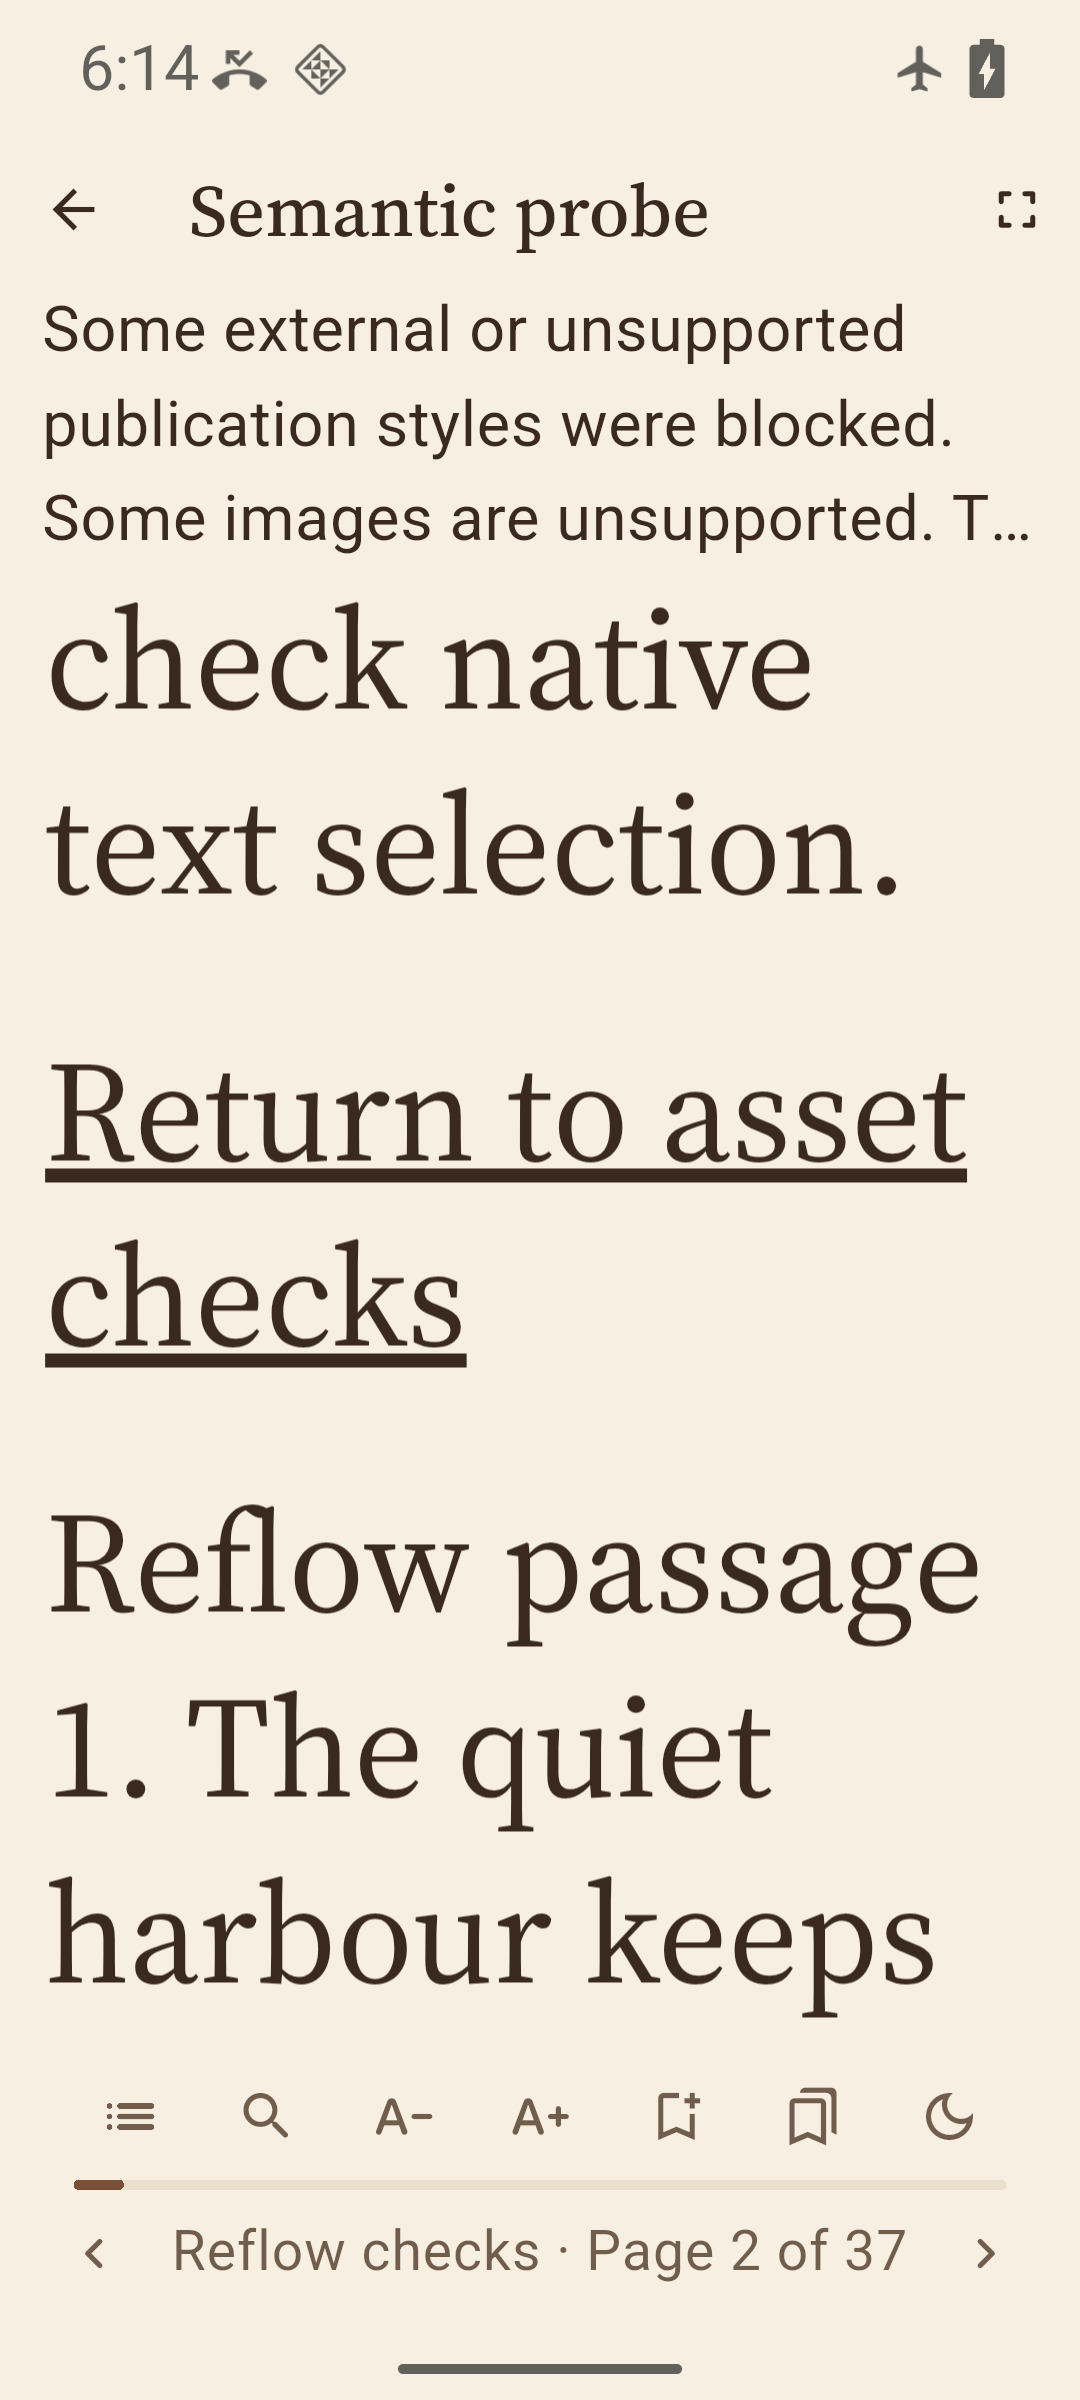 6:14
Semantic probe
Some external or unsupported
publication styles were blocked.
Some images are unsupported. T…
check native
text selection.
Return to asset
checks
Reflow passage
1. The quiet
harbour keeps
A− A+
Reflow checks · Page 2 of 37